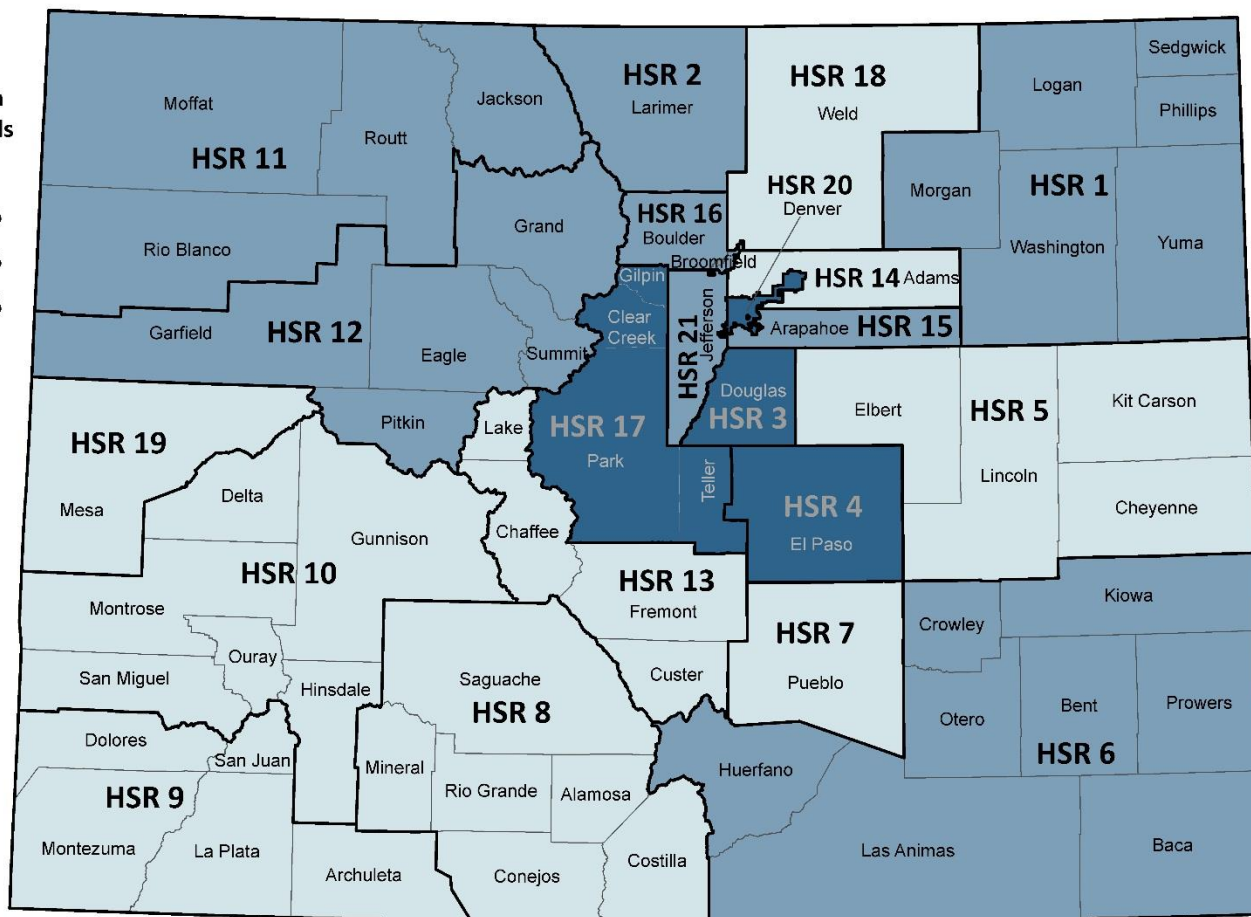 HSR 2
Larimer
HSR 18
Weld
Logan
Sedgwick
Phillips
Moffat
Jackson
Routt
HSR 11
HSR 20
Denver
Morgan
HSR 1
Washington
Yuma
Rio Blanco
Grand
HSR 16
Boulder
Broomfield
Gilpin
HSR 14
Adams
Clear
Creek
HSR 21
Jefferson
Arapahoe
HSR 15
Garfield
HSR 12
Eagle
Summit
Douglas
HSR 3
Elbert
HSR 5
Kit Carson
Pitkin
Lake
HSR 17
Park
HSR 19
Mesa
Delta
Gunnison
Chaffee
Teller
HSR 4
El Paso
Lincoln
Cheyenne
HSR 10
Montrose
Ouray
San Miguel
Hinsdale
HSR 13
Fremont
Custer
HSR 7
Pueblo
Crowley
Kiowa
Otero
Bent
Prowers
HSR 6
Saguache
HSR 8
Dolores
San Juan
Mineral
Rio Grande
Alamosa
Huerfano
HSR 9
Montezuma
La Plata
Archuleta
Conejos
Costilla
Las Animas
Baca